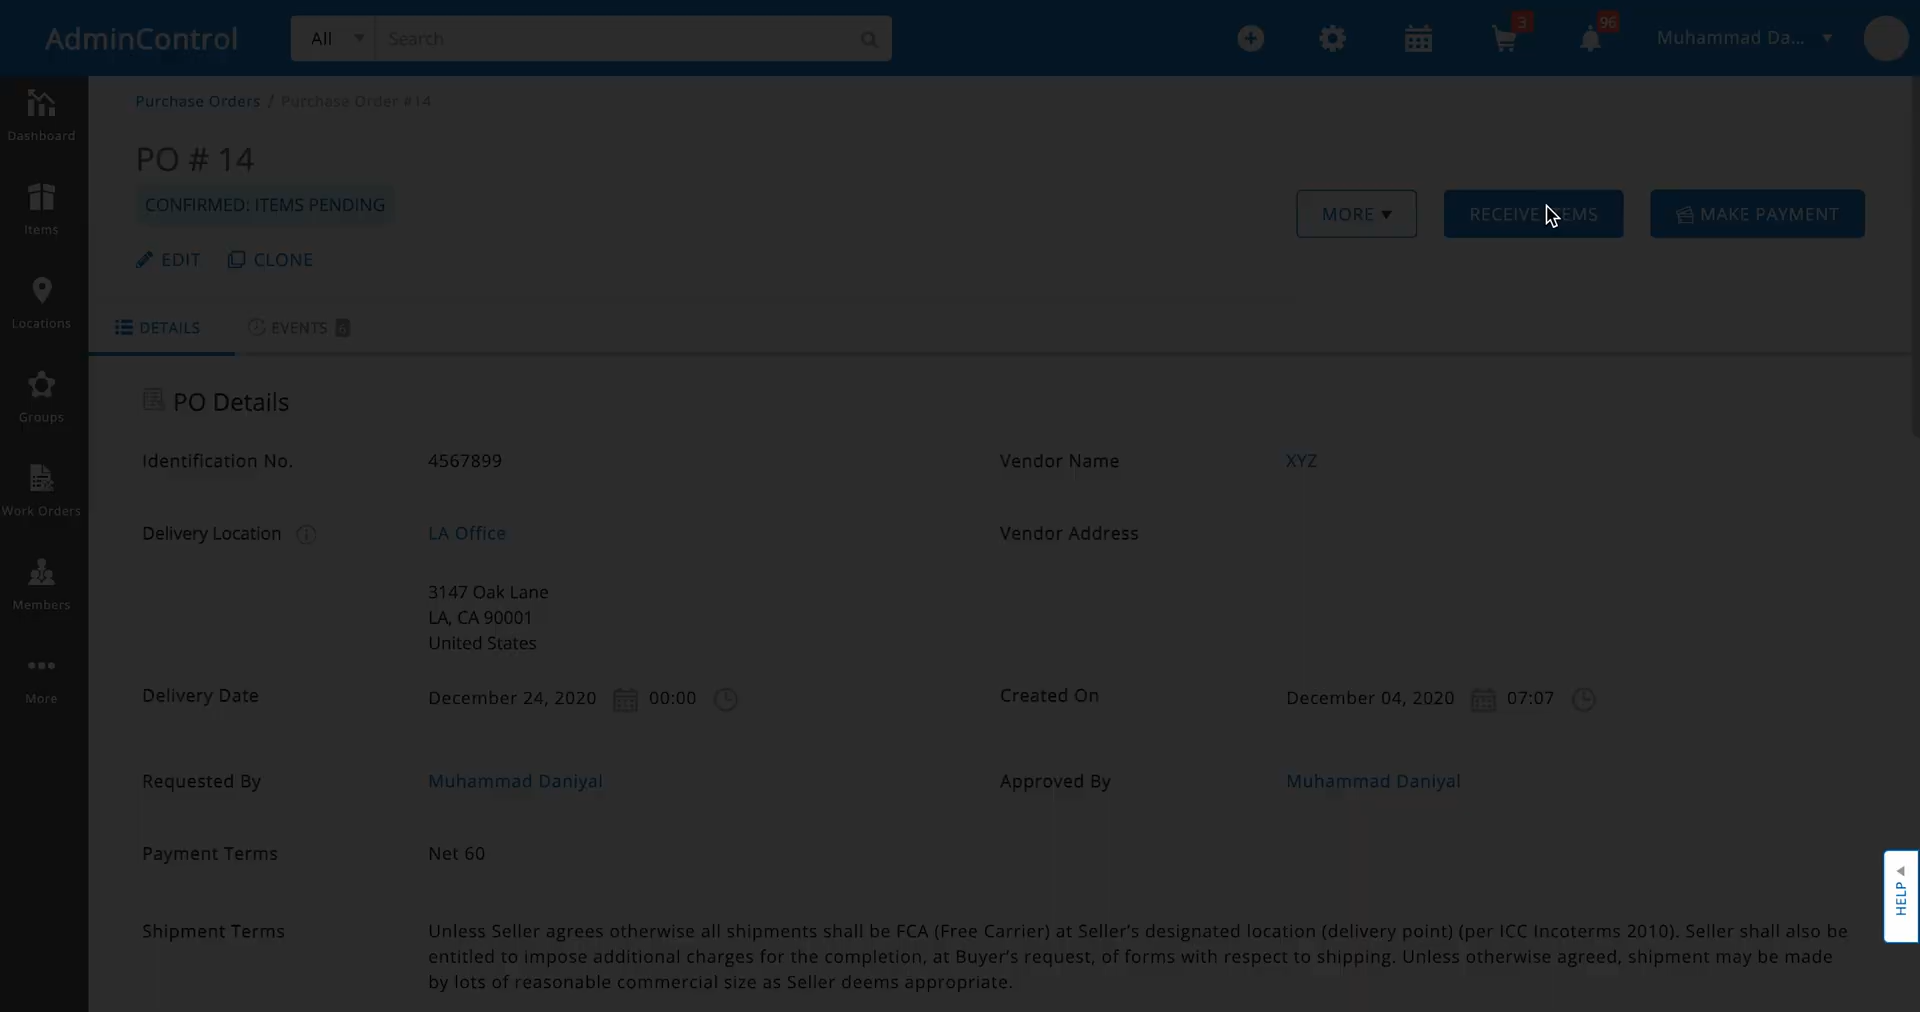 AdminControl
All
Search
3
96
Muhammad Da...
Dashboard
Items
Locations
Groups
Work Orders
Members
More
Purchase Orders / Purchase Order #14
PO # 14
CONFIRMED: ITEMS PENDING
EDIT
CLONE
MORE
RECEIVE ITEMS
MAKE PAYMENT
DETAILS
EVENTS 6
PO Details
Identification No.
4567899
Vendor Name
XYZ
Delivery Location
LA Office
Vendor Address
3147 Oak Lane
LA, CA 90001
United States
Delivery Date
December 24, 2020
00:00
Created On
December 04, 2020
07:07
Requested By
Muhammad Daniyal
Approved By
Muhammad Daniyal
Payment Terms
Net 60
Shipment Terms
Unless Seller agrees otherwise all shipments shall be FCA (Free Carrier) at Seller's designated location (delivery point) (per ICC Incoterms 2010). Seller shall also be
entitled to impose additional charges for the completion, at Buyer's request, of forms with respect to shipping. Unless otherwise agreed, shipment may be made
by lots of reasonable commercial size as Seller deems appropriate.
HELP